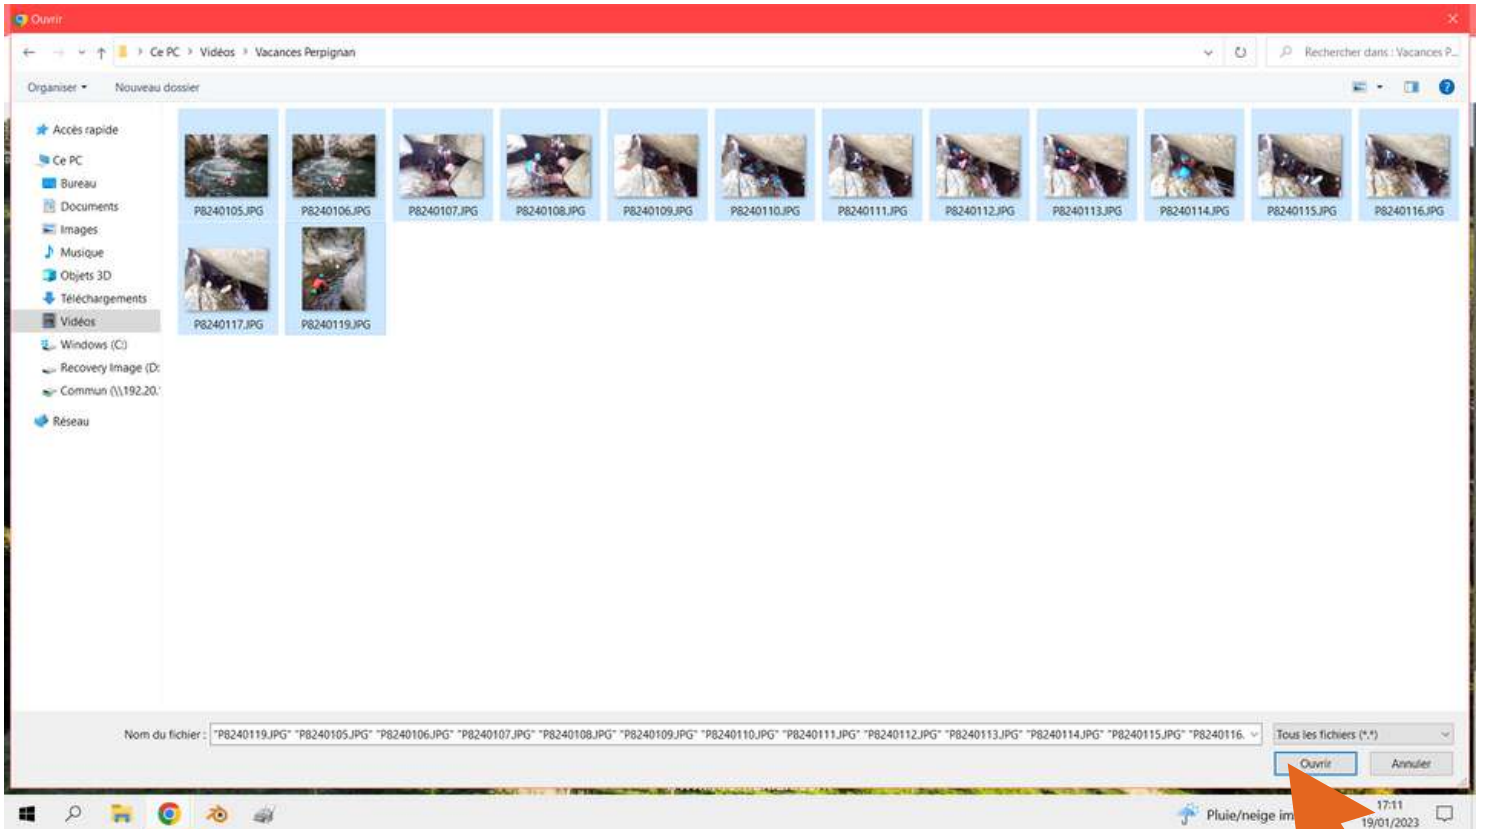 Ouvrir
Ce PC > Vidéos > Vacances Perpignan
Rechercher dans : Vacances P...
Organiser
Nouveau dossier
Accès rapide
Ce PC
Bureau
Documents
Images
Musique
Objets 3D
Téléchargements
Vidéos
Windows (C:)
Recovery Image (D:
Commun (\\192.20.
Réseau
P8240105.JPG
P8240106.JPG
P8240107.JPG
P8240108.JPG
P8240109.JPG
P8240110.JPG
P8240111.JPG
P8240112.JPG
P8240113.JPG
P8240114.JPG
P8240115.JPG
P8240116.JPG
P8240117.JPG
P8240119.JPG
Nom du fichier : "P8240119.JPG" "P8240105.JPG" "P8240106.JPG" "P8240107.JPG" "P8240108.JPG" "P8240109.JPG" "P8240110.JPG" "P8240111.JPG" "P8240112.JPG" "P8240113.JPG" "P8240114.JPG" "P8240115.JPG" "P8240116.
Tous les fichiers (*.*)
Ouvrir
Annuler
Pluie/neige im
17:11
19/01/2023